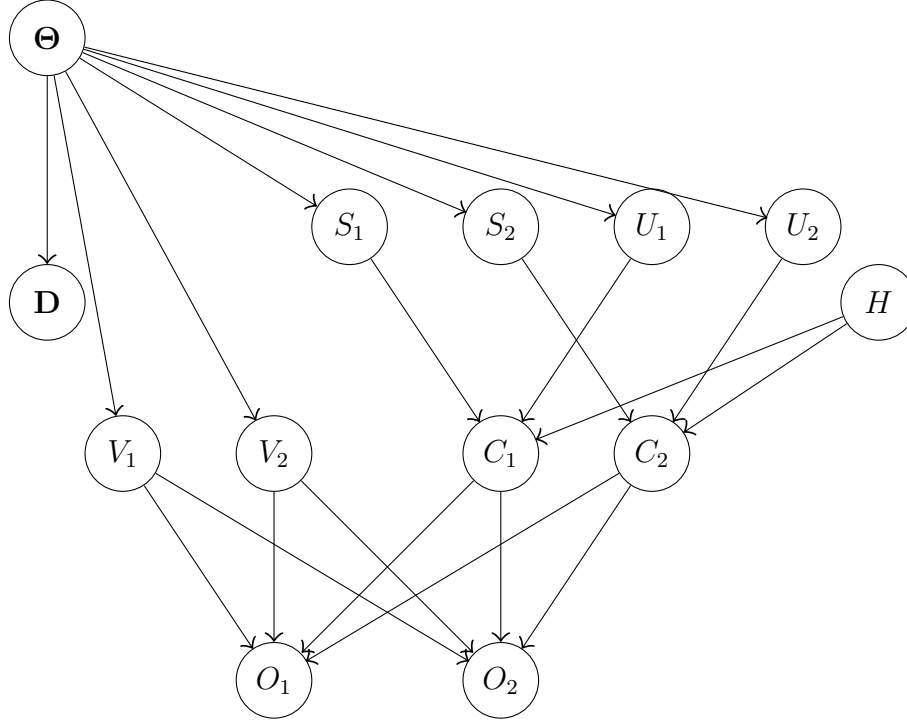 Θ
S₁ S₂ U₁ U₂
D H
V₁ V₂ C₁ C₂
O₁ O₂